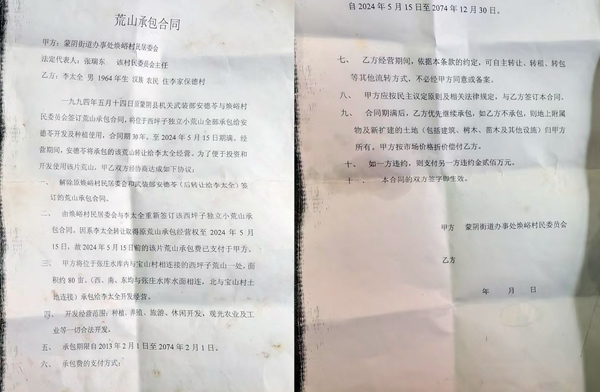 荒山承包合同
甲方：蒙阴街道办事处焕峪村民居委会
法定代表人：张瑞东 该村民委员会主任
乙方：李太全 男 1964年生 汉族 农民 住李家保德村
一九九四年五月十四日原蒙阴县机关武装部安德苓与焕峪村
民委员会签订荒山承包合同，将位于西坪子独立小荒山全部承包给安
德苓开发及种植使用，合同期30年，至2024年5月15日期满。经
营期间，安德苓将承包的该荒山转让给李太全经营。为了便于投资和
开发使用该片荒山，甲乙双方经协商达成如下协议：
一、 解除原焕峪村民居委会和武装部安德苓（后转让给李太全）签
订的荒山承包合同。
二、 由焕峪村民居委会与李太全重新签订该西坪子独立小荒山承
包合同。因系李太全转让取得原荒山承包经营权至2024年5月
15日。故2024年5月15日前的该片荒山承包费已支付于甲方。
三、 甲方将位于张庄水库内与宝山村相连接的西坪子荒山一处，面
积约80亩，（西、南、东均与张庄水库水面相连，北与宝山村土
地连接）承包给李太全开发经营。
四、 开发经营范围：种植、养殖、旅游、休闲开发、观光农业及工
业等一切合法开发。
五、 承包期限自2013年2月1日至2074年2月1日。
六、 承包费的支付方式：
自2024年5月15日至2074年12月30日。
七、 乙方经营期间，依据本条款的约定，可自主转让、转租、转包
等其他流转方式，不必经甲方同意或备案。
八、 甲方应按民主议定原则及相关法律规定，与乙方签订本合同。
九、 合同期满后，乙方优先继续承包，如乙方不承包，则地上附属
物及新扩建的土地（包括建筑、树木、苗木及其他设施）归甲方
所有。甲方按市场价格折价偿付乙方。
十、 如一方违约，则支付另一方违约金贰佰万元。
十一、 本合同的双方签字即生效。
甲方 蒙阴街道办事处焕峪村民委员会
乙方
年 月 日